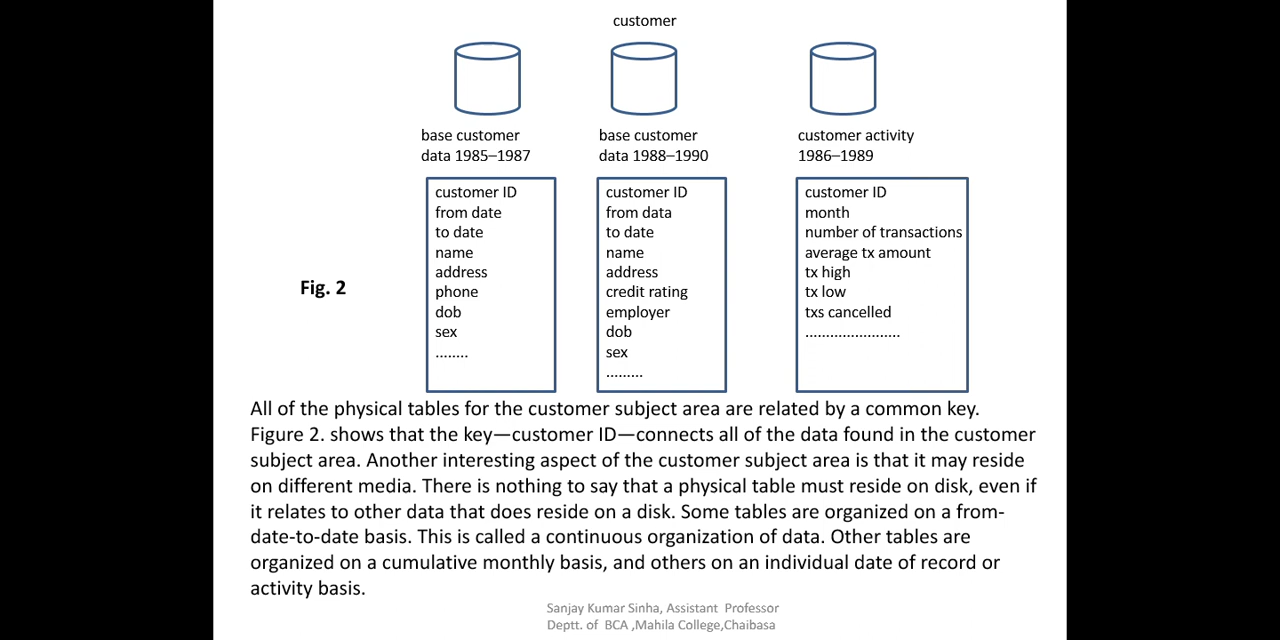 customer
base customer
data 1985–1987
base customer
data 1988–1990
customer activity
1986–1989
customer ID
from date
to date
name
address
phone
dob
sex
........
customer ID
from data
to date
name
address
credit rating
employer
dob
sex
.........
customer ID
month
number of transactions
average tx amount
tx high
tx low
txs cancelled
.......................
Fig. 2
All of the physical tables for the customer subject area are related by a common key.
Figure 2. shows that the key—customer ID—connects all of the data found in the customer
subject area. Another interesting aspect of the customer subject area is that it may reside
on different media. There is nothing to say that a physical table must reside on disk, even if
it relates to other data that does reside on a disk. Some tables are organized on a from-
date-to-date basis. This is called a continuous organization of data. Other tables are
organized on a cumulative monthly basis, and others on an individual date of record or
activity basis.
Sanjay Kumar Sinha, Assistant Professor
Deptt. of BCA ,Mahila College,Chaibasa